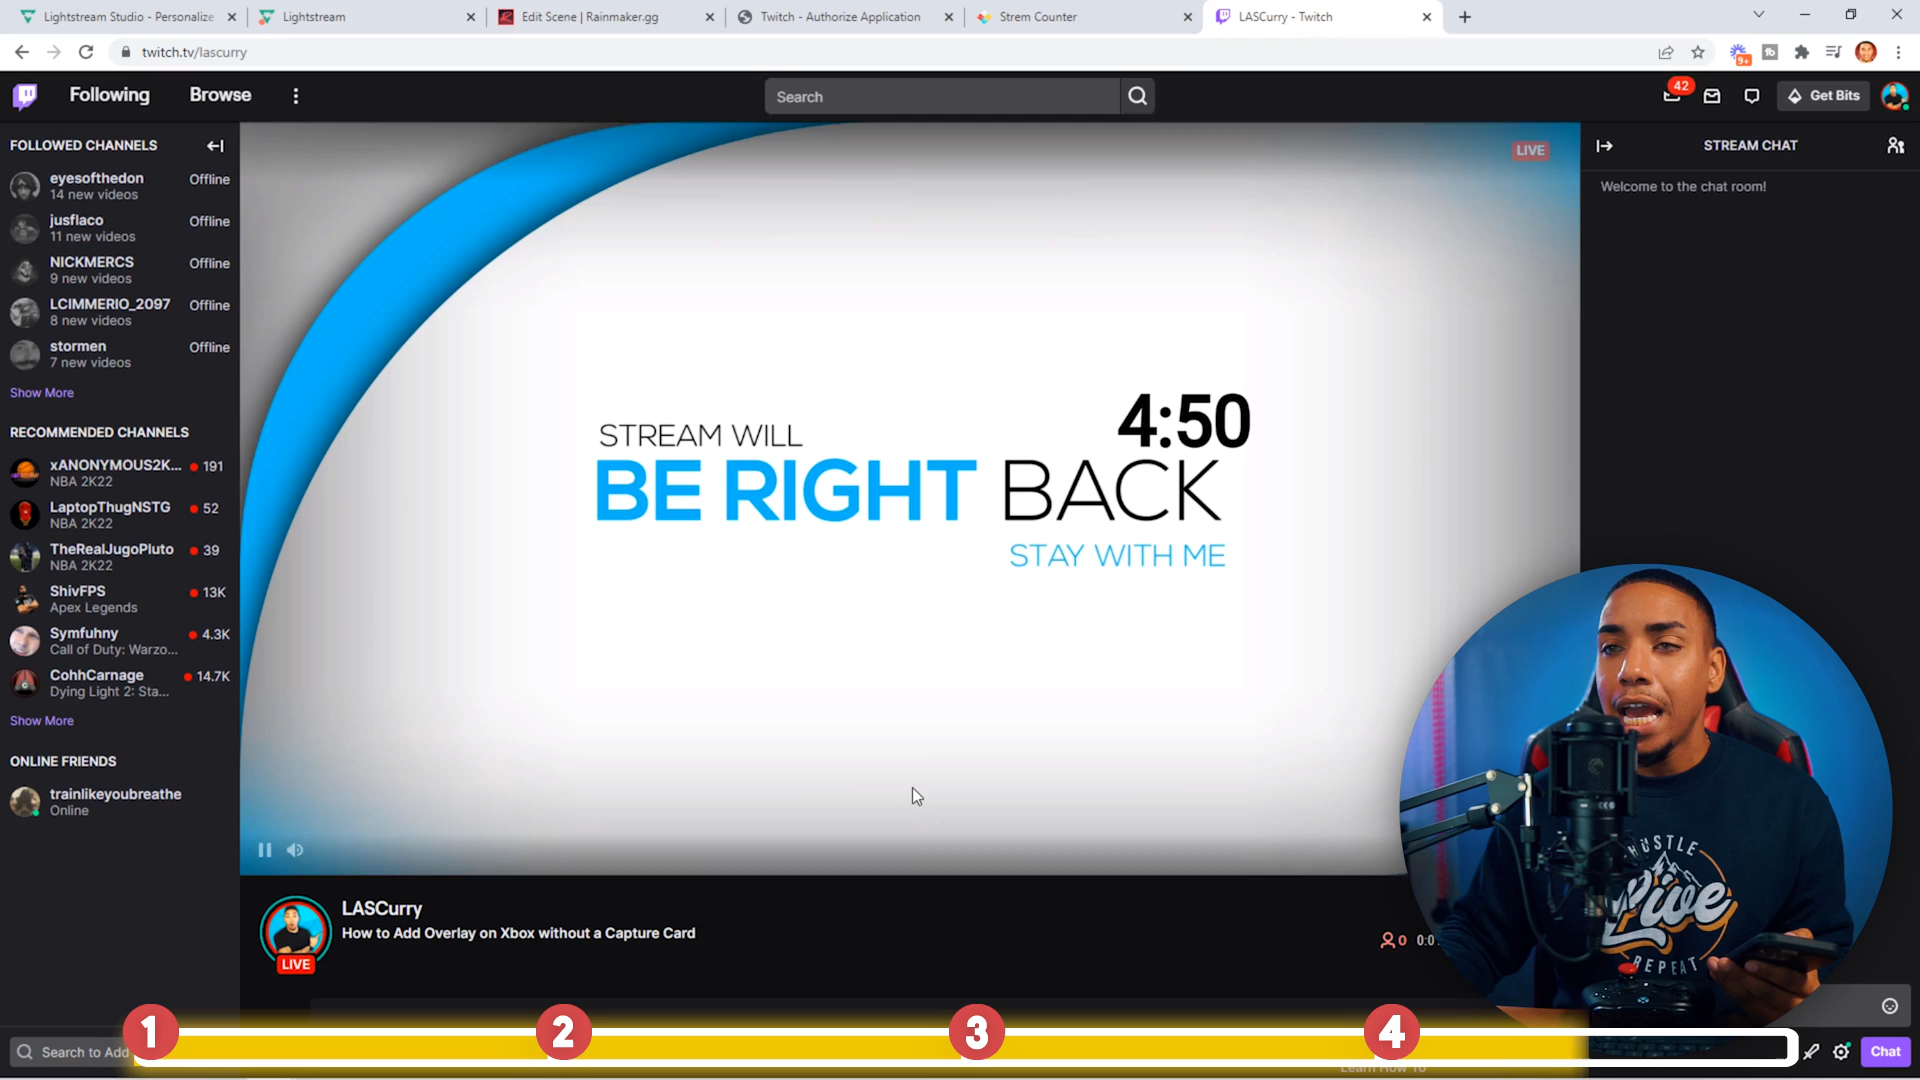 Lightstream Studio - Personalize
Lightstream
Edit Scene | Rainmaker.gg
Twitch - Authorize Application
Strem Counter
LASCurry - Twitch
twitch.tv/lascurry
9+
Following
Browse
Search
42
Get Bits
FOLLOWED CHANNELS
eyesofthedon
Offline
14 new videos
jusflaco
Offline
11 new videos
NICKMERCS
Offline
9 new videos
LCIMMERIO_2097
Offline
8 new videos
stormen
Offline
7 new videos
Show More
RECOMMENDED CHANNELS
xANONYMOUS2K...
191
NBA 2K22
LaptopThugNSTG
52
NBA 2K22
TheRealJugoPluto
39
NBA 2K22
ShivFPS
13K
Apex Legends
Symfuhny
4.3K
Call of Duty: Warzo...
CohhCarnage
14.7K
Dying Light 2: Sta...
Show More
ONLINE FRIENDS
trainlikeyoubreathe
Online
Search to Add
LIVE
4:50
STREAM WILL
BE RIGHT BACK
STAY WITH ME
LASCurry
How to Add Overlay on Xbox without a Capture Card
LIVE
0
STREAM CHAT
Welcome to the chat room!
HUSTLE
REPEAT
Chat
1
2
3
4
Learn How To